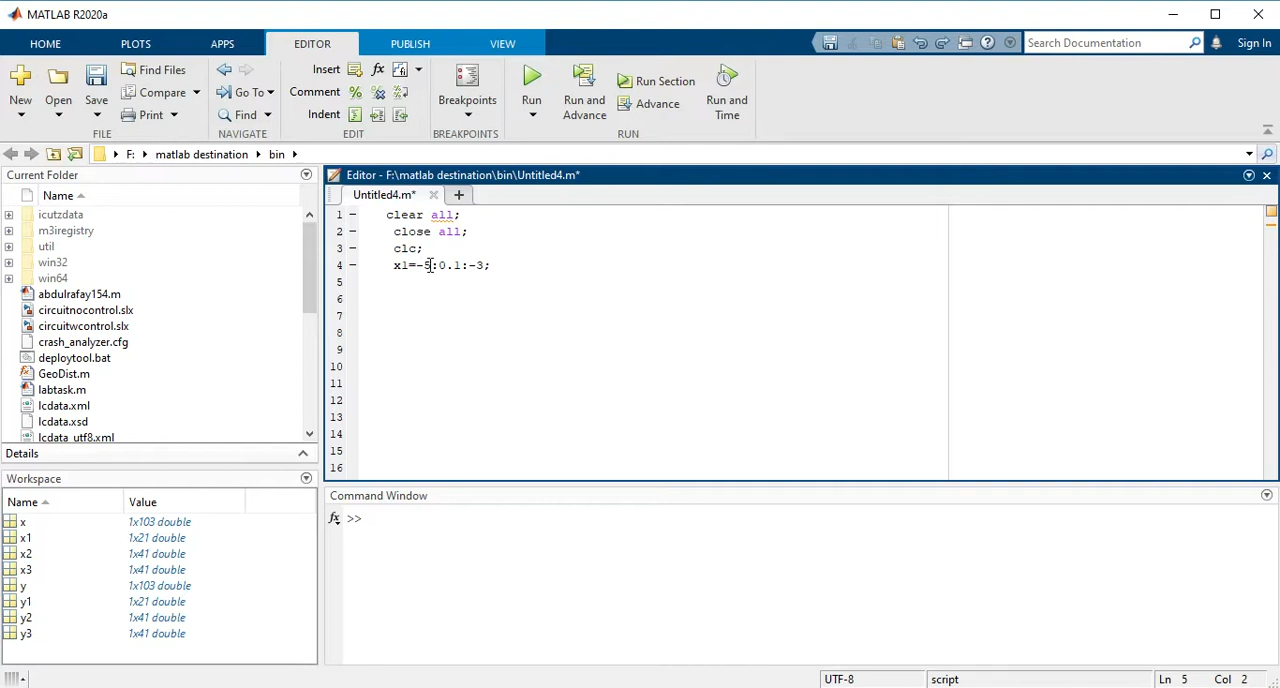 MATLAB R2020a
HOME PLOTS APPS EDITOR PUBLISH VIEW Search Documentation Sign In
New Open Save Find Files Compare Print Go To Find Insert fx Comment Indent Breakpoints Run Run and Advance Run Section Advance Run and Time
FILE NAVIGATE EDIT BREAKPOINTS RUN
F: matlab destination bin
Current Folder
Name
icutzdata
m3iregistry
util
win32
win64
abdulrafay154.m
circuitnocontrol.slx
circuitwcontrol.slx
crash_analyzer.cfg
deploytool.bat
GeoDist.m
labtask.m
lcdata.xml
lcdata.xsd
lcdata_utf8.xml
Details
Workspace
Name Value
x 1x103 double
x1 1x21 double
x2 1x41 double
x3 1x41 double
y 1x103 double
y1 1x21 double
y2 1x41 double
y3 1x41 double
Editor - F:\matlab destination\bin\Untitled4.m*
Untitled4.m*
1 clear all;
2 close all;
3 clc;
4 x1=-5:0.1:-3;
5
6
7
8
9
10
11
12
13
14
15
16
Command Window
fx >>
UTF-8 script Ln 5 Col 2